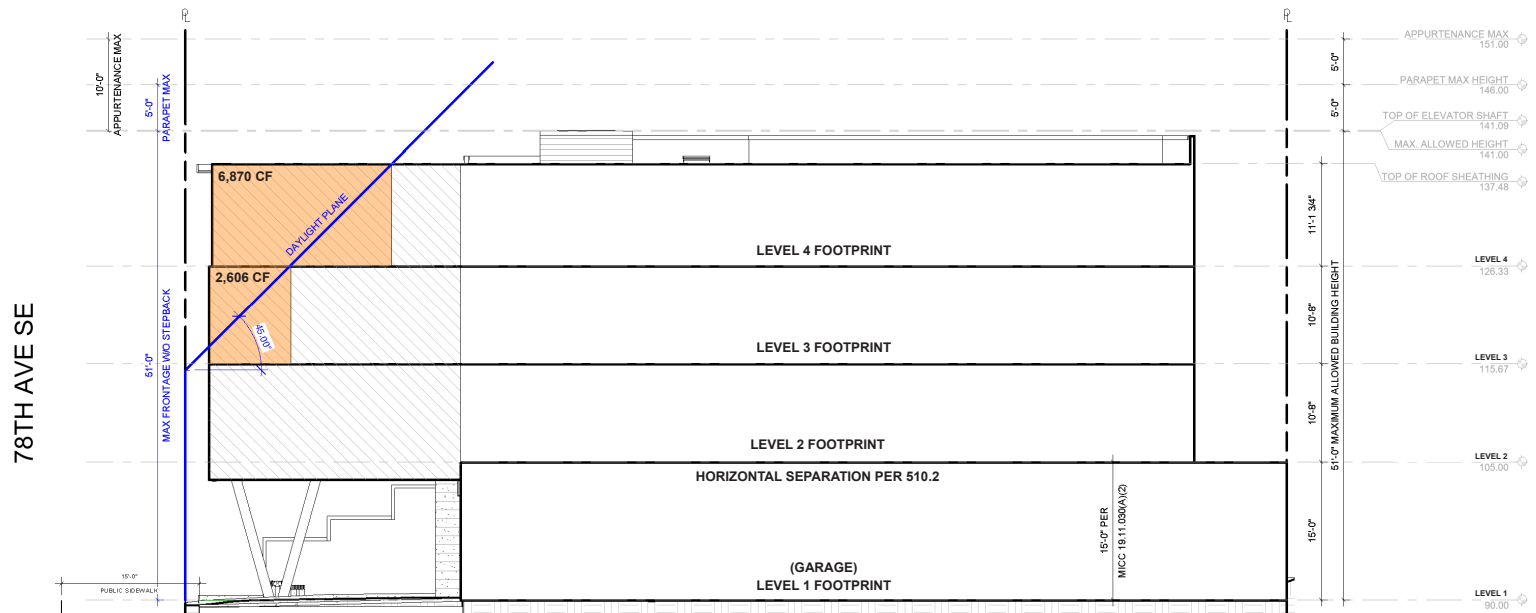 78TH AVE SE
PL
PL
10'-0"
APPURTENANCE MAX
5'-0"
PARAPET MAX
51'-0"
MAX FRONTAGE W/O STEPBACK
15'-0"
PUBLIC SIDEWALK
6,870 CF
2,606 CF
DAYLIGHT PLANE
45.00°
LEVEL 4 FOOTPRINT
LEVEL 3 FOOTPRINT
LEVEL 2 FOOTPRINT
HORIZONTAL SEPARATION PER 510.2
(GARAGE)
LEVEL 1 FOOTPRINT
15'-0" PER
MICC 19.11.030(A)(2)
5'-0"
5'-0"
11'-1 3/4"
10'-8"
10'-8"
15'-0"
51'-0" MAXIMUM ALLOWED BUILDING HEIGHT
APPURTENANCE MAX
151.00
PARAPET MAX HEIGHT
146.00
TOP OF ELEVATOR SHAFT
141.09
MAX. ALLOWED HEIGHT
141.00
TOP OF ROOF SHEATHING
137.48
LEVEL 4
126.33
LEVEL 3
115.67
LEVEL 2
105.00
LEVEL 1
90.00